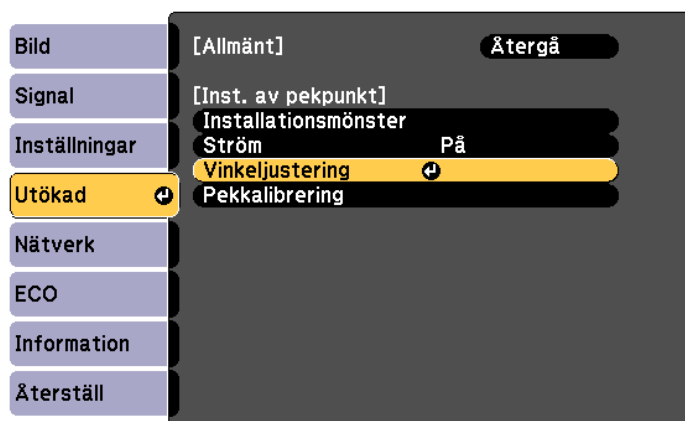 Bild
Signal
Inställningar
Utökad
Nätverk
ECO
Information
Återställ
[Allmänt] Återgå
[Inst. av pekpunkt]
Installationsmönster
Ström På
Vinkeljustering
Pekkalibrering